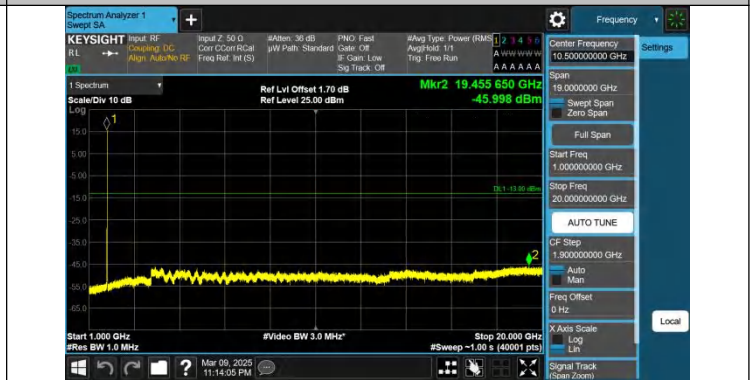 Spectrum Analyzer 1
Swept SA
Frequency
KEYSIGHT
RL
Input: RF
Coupling: DC
Align: Auto/No RF
Input Z: 50 Ω
Corr CCorr RCal
Freq Ref: Int (S)
#Atten: 36 dB
µW Path: Standard
PNO: Fast
Gate: Off
IF Gain: Low
Sig Track: Off
#Avg Type: Power (RMS
Avg|Hold: 1/1
Trig: Free Run
1 2 3 4 5 6
A W W W W W
A A A A A A
1 Spectrum
Scale/Div 10 dB
Log
Ref Lvl Offset 1.70 dB
Ref Level 25.00 dBm
Mkr2 19.455 650 GHz
-45.998 dBm
1
15.0
5.00
-5.00
-15.0
-25.0
-35.0
-45.0
-55.0
-65.0
2
Start 1.000 GHz
#Res BW 1.0 MHz
#Video BW 3.0 MHz*
Stop 20.000 GHz
#Sweep ~1.00 s (40001 pts)
Mar 09, 2025
11:14:05 PM
Center Frequency
10.500000000 GHz
Settings
Span
19.0000000 GHz
Swept Span
Zero Span
Full Span
Start Freq
1.000000000 GHz
Stop Freq
20.000000000 GHz
AUTO TUNE
CF Step
1.900000000 GHz
Auto
Man
Freq Offset
0 Hz
X Axis Scale
Log
Lin
Local
Signal Track
(Span Zoom)